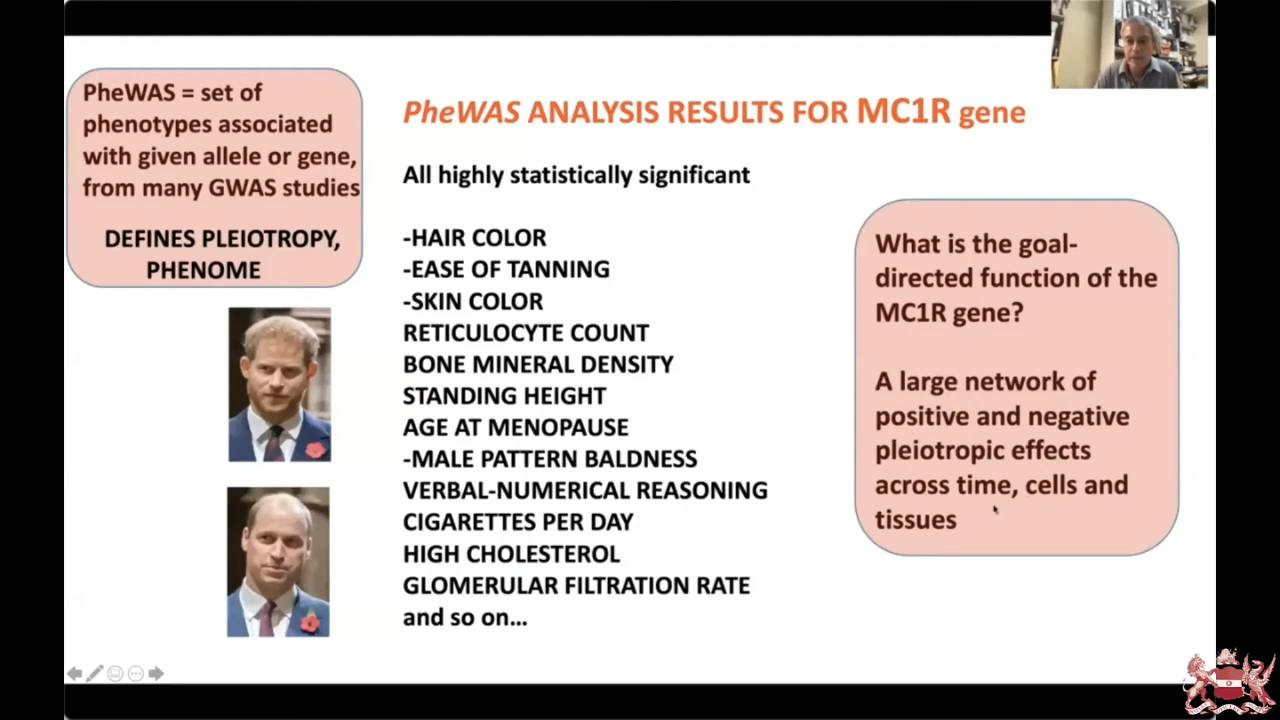 PheWAS = set of
phenotypes associated
with given allele or gene,
from many GWAS studies
DEFINES PLEIOTROPY,
PHENOME
PheWAS ANALYSIS RESULTS FOR MC1R gene
All highly statistically significant
-HAIR COLOR
-EASE OF TANNING
-SKIN COLOR
RETICULOCYTE COUNT
BONE MINERAL DENSITY
STANDING HEIGHT
AGE AT MENOPAUSE
-MALE PATTERN BALDNESS
VERBAL-NUMERICAL REASONING
CIGARETTES PER DAY
HIGH CHOLESTEROL
GLOMERULAR FILTRATION RATE
and so on...
What is the goal-
directed function of the
MC1R gene?
A large network of
positive and negative
pleiotropic effects
across time, cells and
tissues